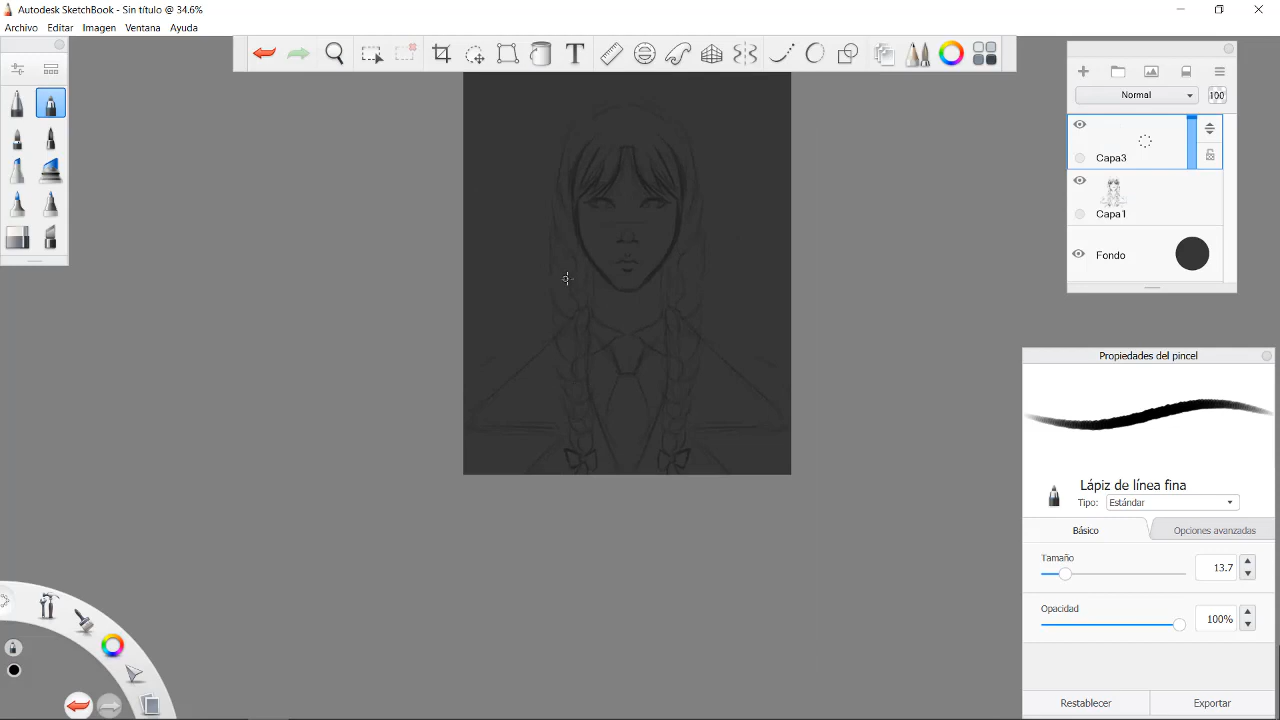 Autodesk SketchBook - Sin título @ 34.6%
Archivo Editar Imagen Ventana Ayuda
T
Normal 100
Capa3
Capa1
Fondo
Propiedades del pincel
Lápiz de línea fina
Tipo: Estándar
Básico Opciones avanzadas
Tamaño
13.7
Opacidad
100%
Restablecer Exportar